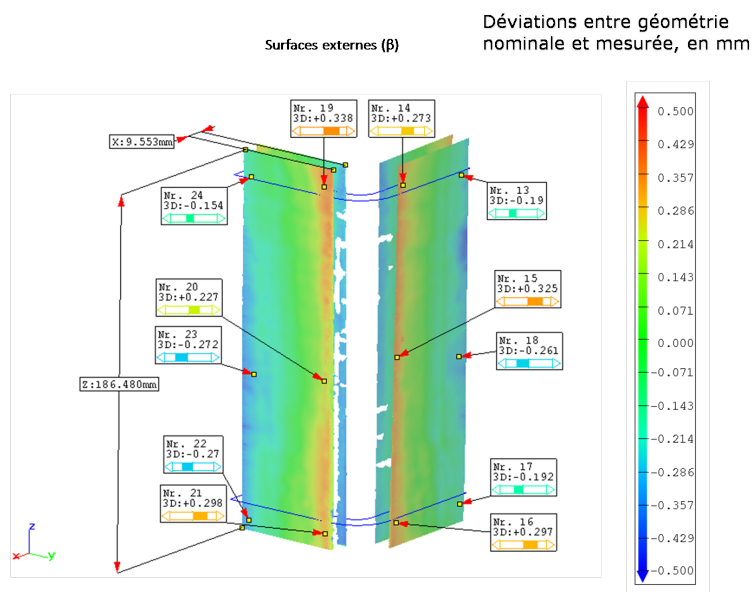 Déviations entre géométrie
nominale et mesurée, en mm
Surfaces externes (β)
Nr. 19
3D:+0.338
Nr. 14
3D:+0.273
X:9.553mm
Nr. 24
3D:-0.154
Nr. 13
3D:-0.19
Nr. 20
3D:+0.227
Nr. 15
3D:+0.325
Nr. 23
3D:-0.272
Nr. 18
3D:-0.261
Z:186.480mm
Nr. 22
3D:-0.27
Nr. 17
3D:-0.192
Nr. 21
3D:+0.298
Nr. 16
3D:+0.297
z
x
y
0.500
0.429
0.357
0.286
0.214
0.143
0.071
0.000
-0.071
-0.143
-0.214
-0.286
-0.357
-0.429
-0.500